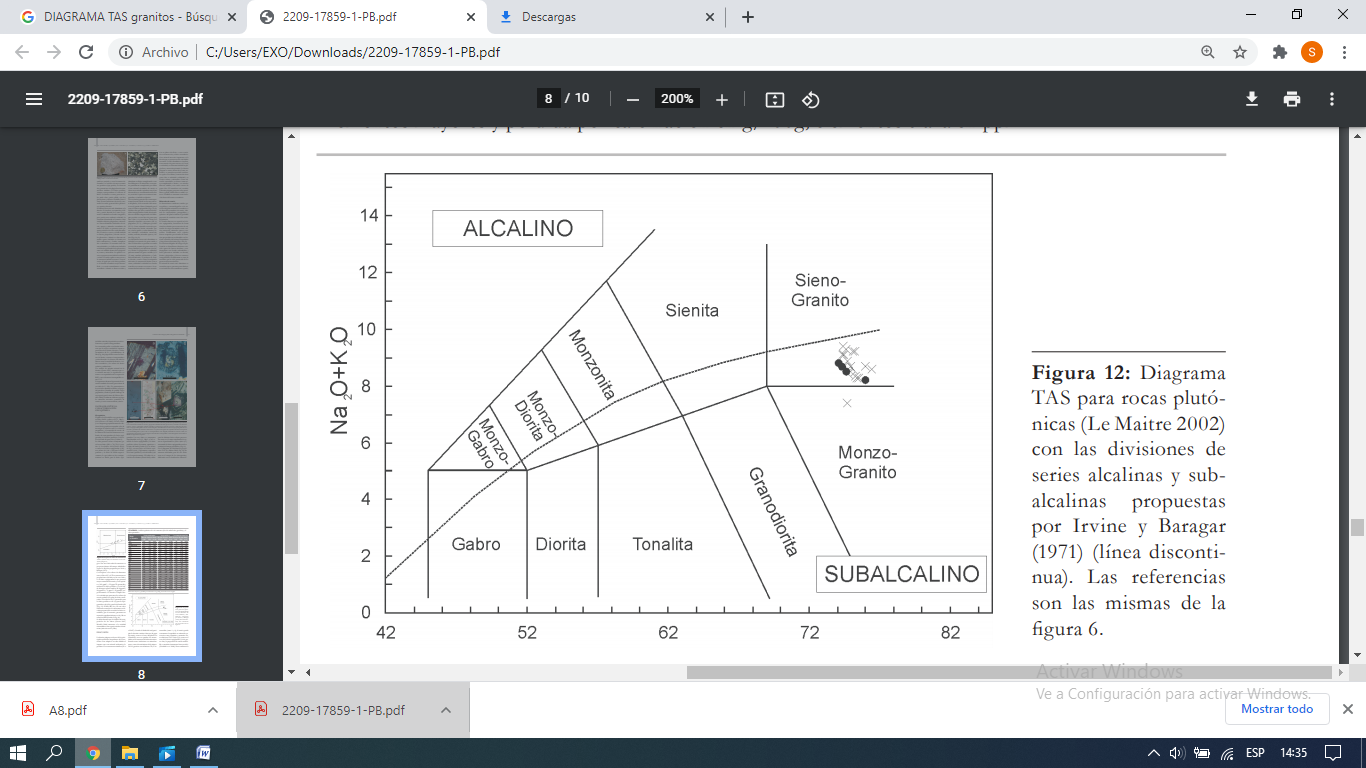 DIAGRAMA TAS granitos - Búsqu
2209-17859-1-PB.pdf
Descargas
Archivo
C:/Users/EXO/Downloads/2209-17859-1-PB.pdf
S
2209-17859-1-PB.pdf
8 / 10
200%
6
7
8
14
12
10
8
6
4
2
0
Na2O+K2O
ALCALINO
Sieno-
Granito
Sienita
Monzonita
Monzo-
Diorita
Monzo-
Gabro
Monzo-
Granito
Granodiorita
Gabro
Diorita
Tonalita
SUBALCALINO
42
52
62
72
82
Figura 12: Diagrama
TAS para rocas plutó-
nicas (Le Maitre 2002)
con las divisiones de
series alcalinas y sub-
alcalinas propuestas
por Irvine y Baragar
(1971) (línea disconti-
nua). Las referencias
son las mismas de la
figura 6.
Activar Windows
Ve a Configuración para activar Windows.
A8.pdf
2209-17859-1-PB.pdf
Mostrar todo
ESP
14:35